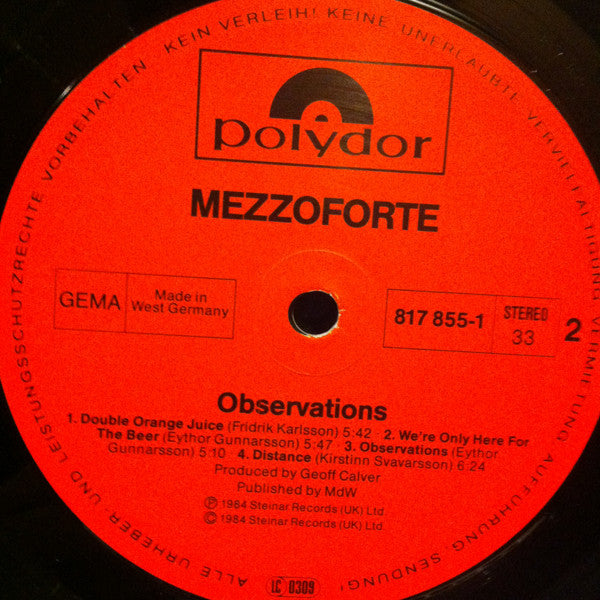 ALLE URHEBER- UND LEISTUNGSSCHUTZRECHTE VORBEHALTEN · KEIN VERLEIH! KEINE UNERLAUBTE VERVIELFÄLTIGUNG VERMIETUNG AUFFÜHRUNG SENDUNG!
polydor
MEZZOFORTE
GEMA
Made in
West Germany
817 855-1
STEREO
33
2
Observations
1. Double Orange Juice (Fridrik Karlsson) 5:42 · 2. We're Only Here For
The Beer (Eythor Gunnarsson) 5:47 · 3. Observations (Eythor
Gunnarsson) 5:10 · 4. Distance (Kirstinn Svavarsson) 6:24
Produced by Geoff Calver
Published by MdW
℗ 1984 Steinar Records (UK) Ltd.
© 1984 Steinar Records (UK) Ltd.
LC 0309